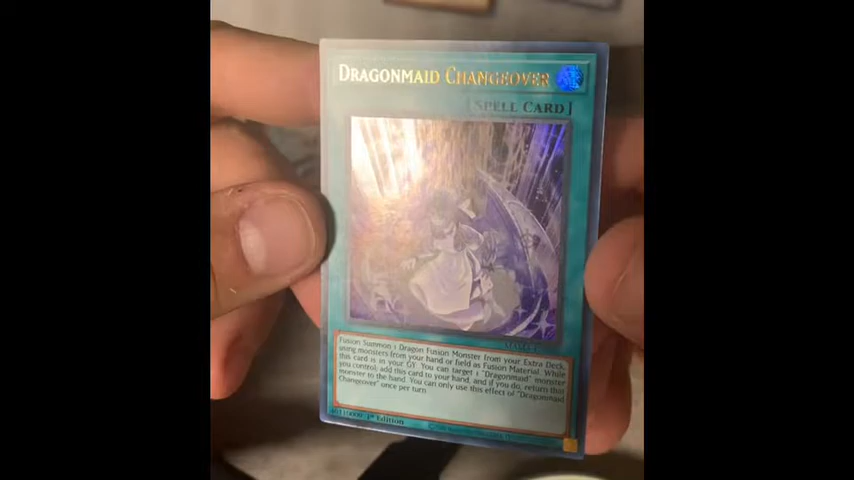 DRAGONMAID CHANGEOVER
SPELL CARD
Fusion Summon 1 Dragon Fusion Monster from your Extra Deck,
using monsters from your hand or field as Fusion Material. While
this card is in your GY: You can target 1 "Dragonmaid" monster
you control; add this card to your hand, and if you do, return that
monster to the hand. You can only use this effect of "Dragonmaid
Changeover" once per turn.
1st Edition